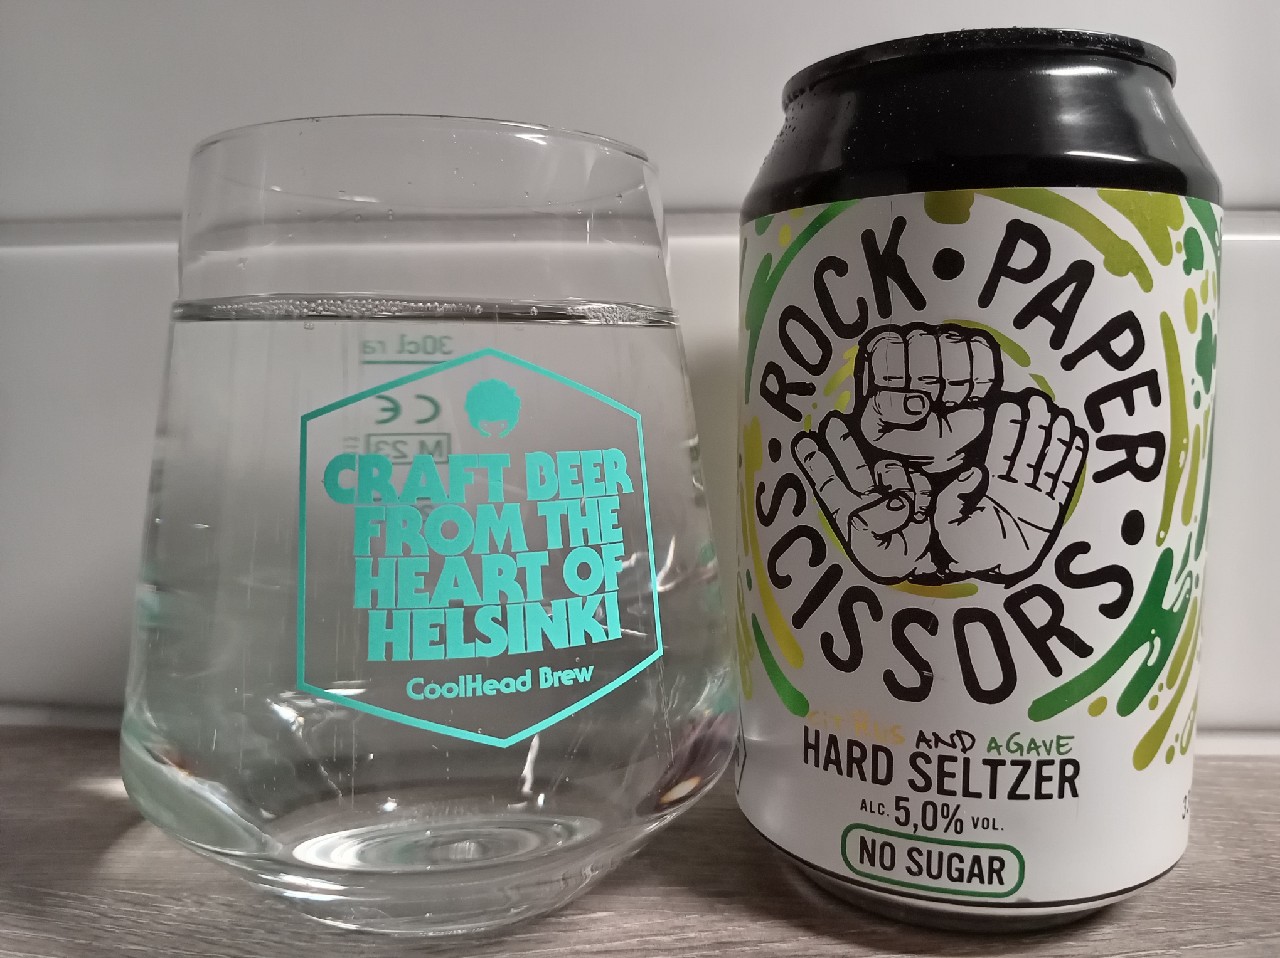 30cl
CE
M 23
CRAFT BEER
FROM THE
HEART OF
HELSINKI
CoolHead Brew
ROCK • PAPER • SCISSORS •
CITRUS AND AGAVE
HARD SELTZER
ALC. 5,0% VOL.
NO SUGAR